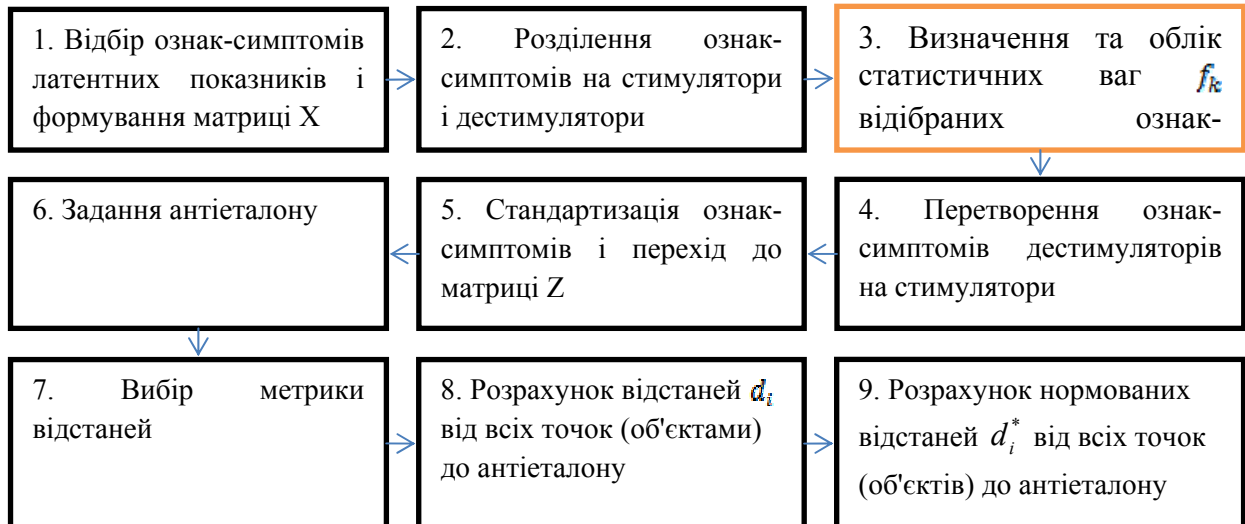 1. Відбір ознак-симптомів
латентних показників і
формування матриці X
2. Розділення ознак-
симптомів на стимулятори
і дестимулятори
3. Визначення та облік
статистичних ваг fk
відібраних ознак-
6. Задання антіеталону
5. Стандартизація ознак-
симптомів і перехід до
матриці Z
4. Перетворення ознак-
симптомів дестимуляторів
на стимулятори
7. Вибір метрики
відстаней
8. Розрахунок відстаней di
від всіх точок (об'єктами)
до антіеталону
9. Розрахунок нормованих
відстаней di* від всіх точок
(об'єктів) до антіеталону